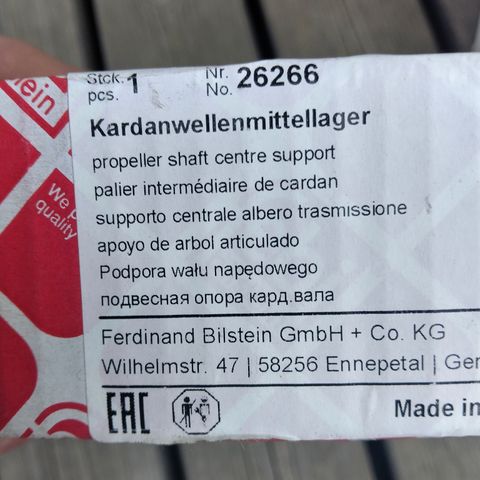 Stck. 1 Nr. 26266
pcs. No.
Kardanwellenmittellager
propeller shaft centre support
palier intermédiaire de cardan
supporto centrale albero trasmissione
apoyo de arbol articulado
Podpora wału napędowego
подвесная опора кард.вала
Ferdinand Bilstein GmbH + Co. KG
Wilhelmstr. 47 | 58256 Ennepetal | Ger
EAC
Made in
We
quality